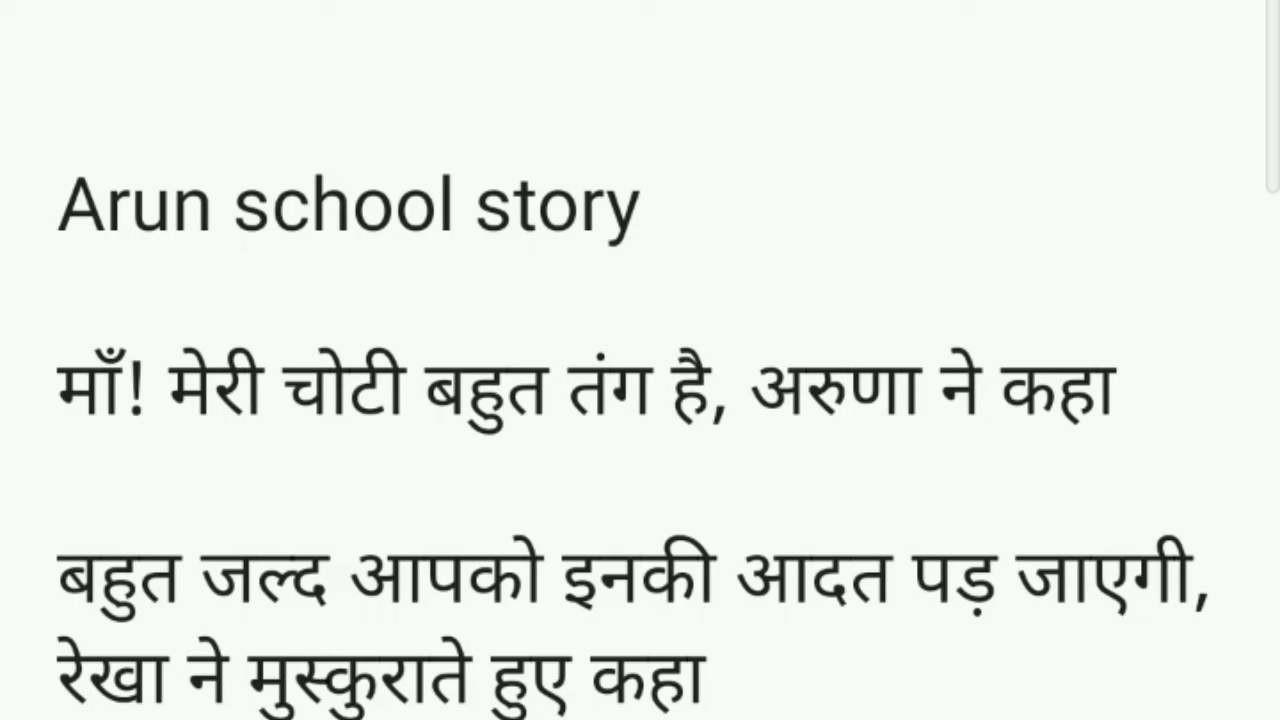 Arun school story
माँ! मेरी चोटी बहुत तंग है, अरुणा ने कहा
बहुत जल्द आपको इनकी आदत पड़ जाएगी,
रेखा ने मुस्कुराते हुए कहा